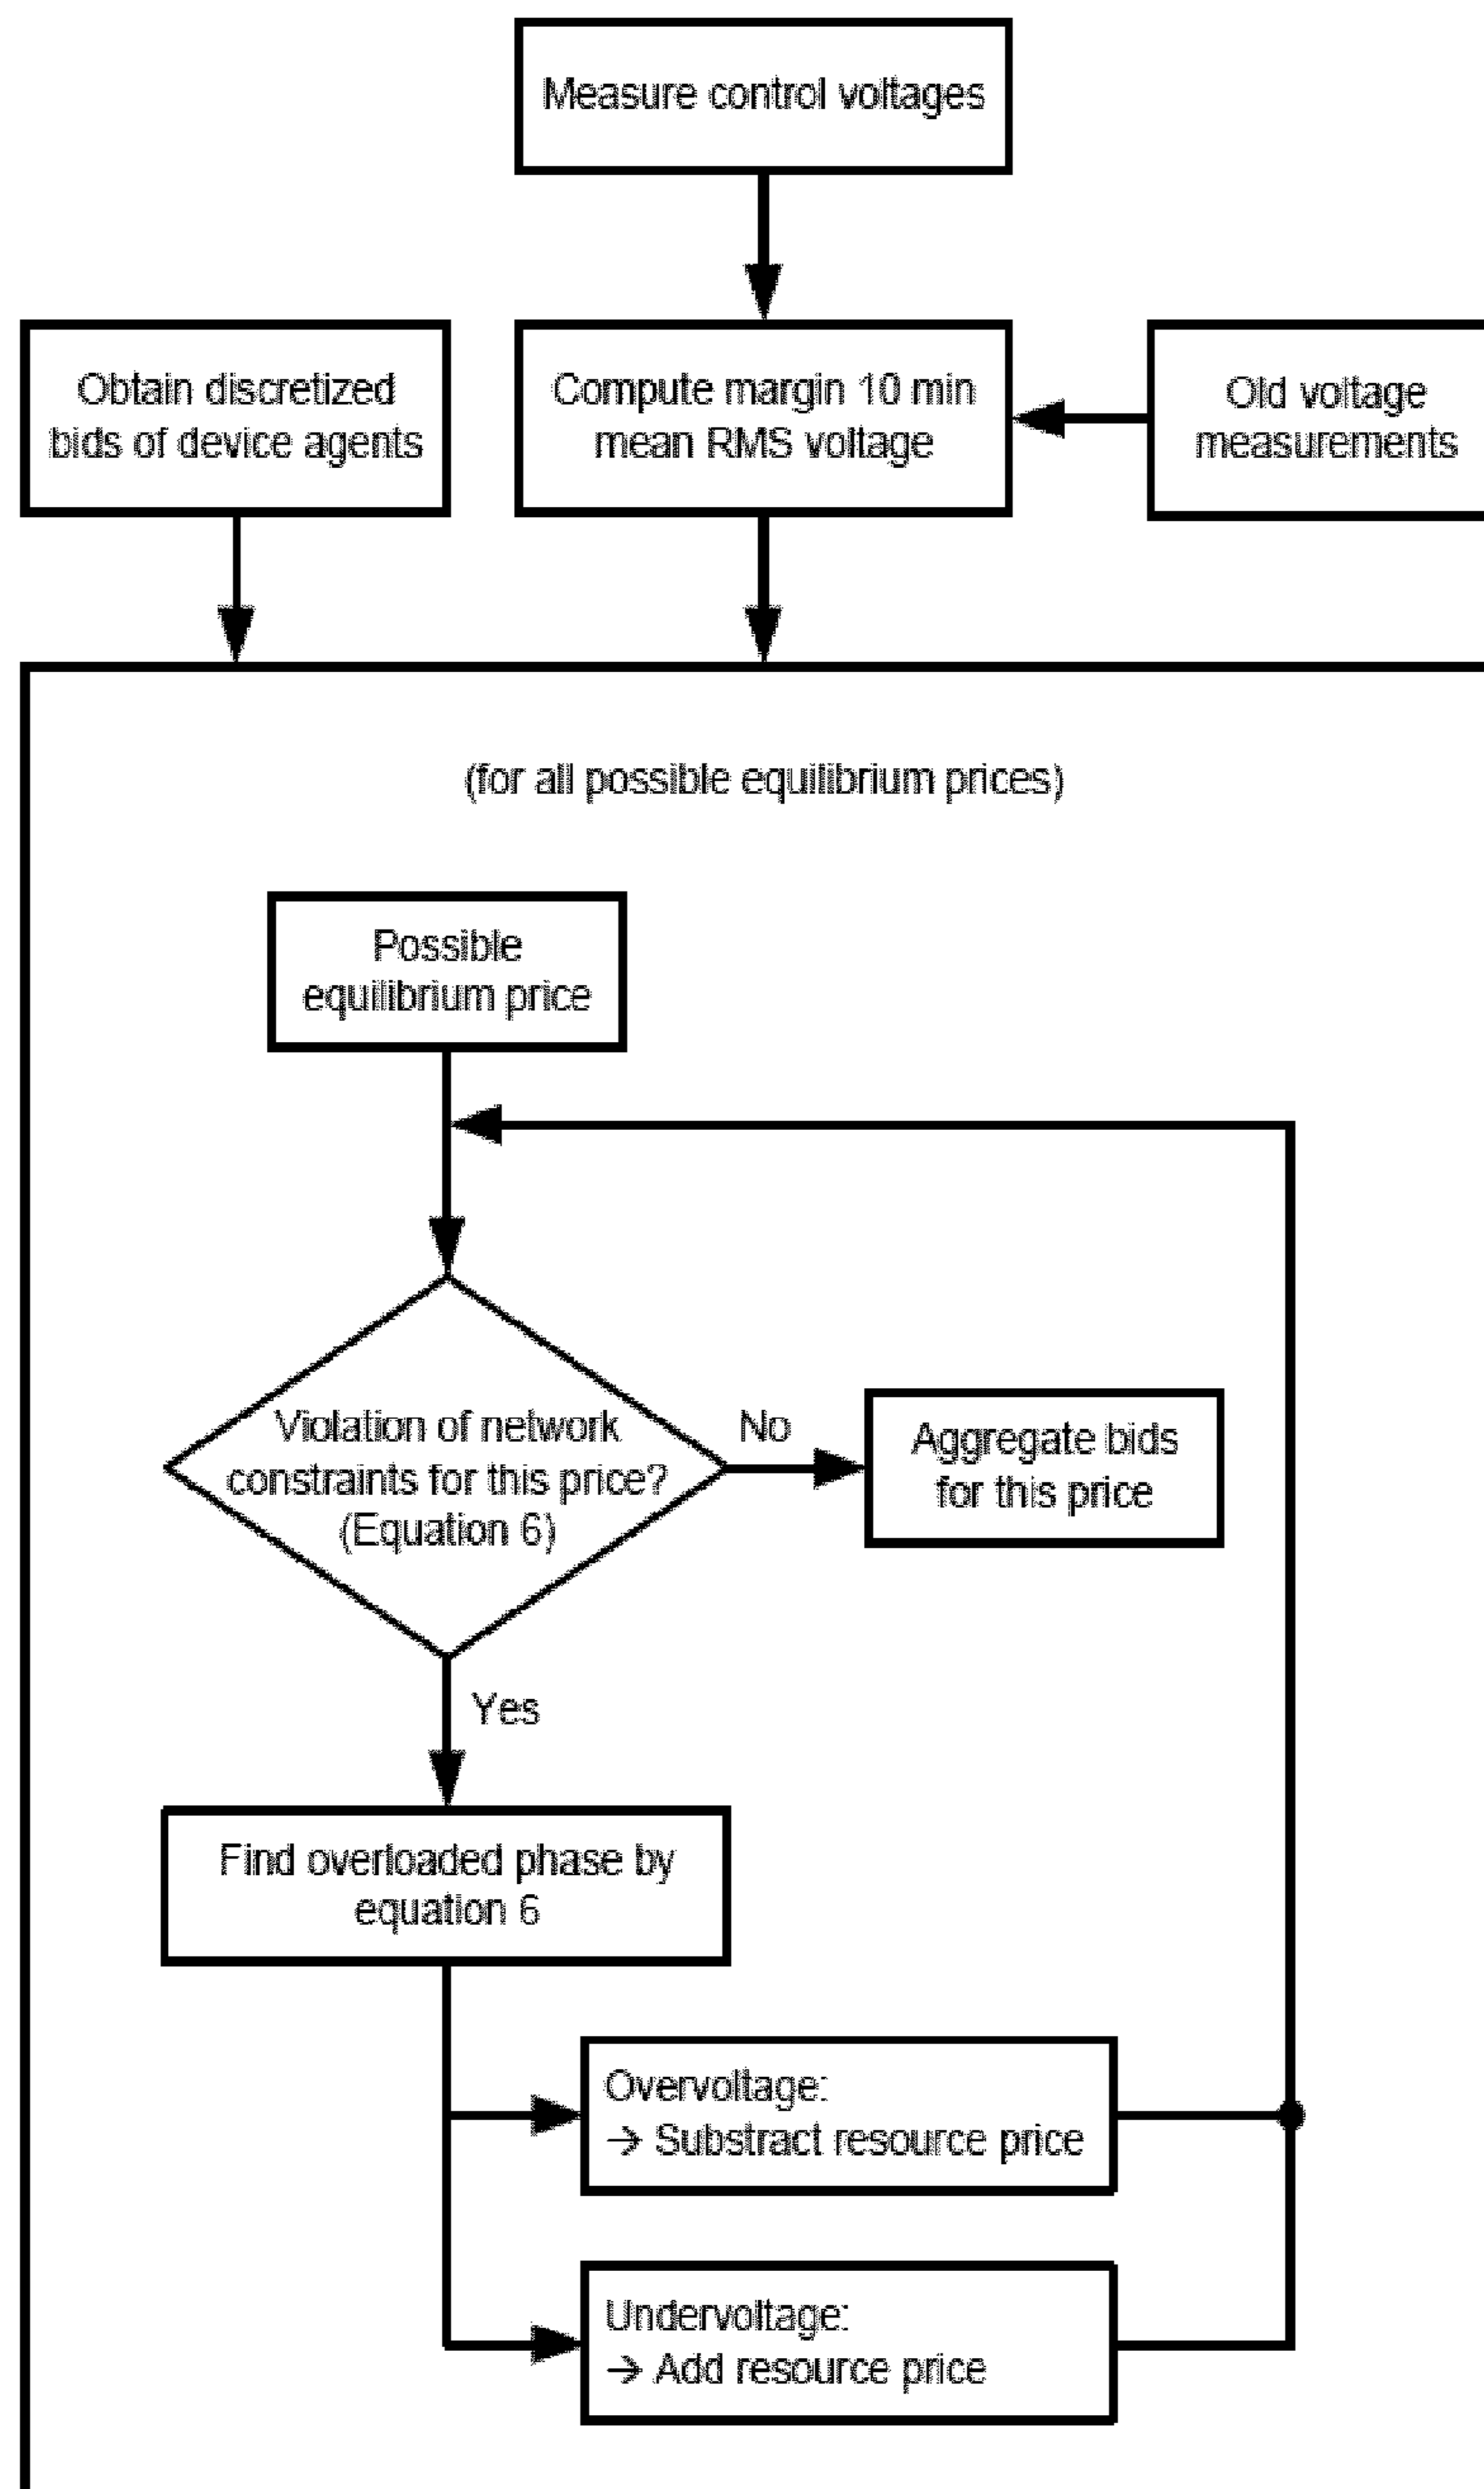 Measure control voltages
Obtain discretized
bids of device agents
Compute margin 10 min
mean RMS voltage
Old voltage
measurements
(for all possible equilibrium prices)
Possible
equilibrium price
Violation of network
constraints for this price?
(Equation 6)
No
Aggregate bids
for this price
Yes
Find overloaded phase by
equation 6
Overvoltage:
→ Substract resource price
Undervoltage:
→ Add resource price